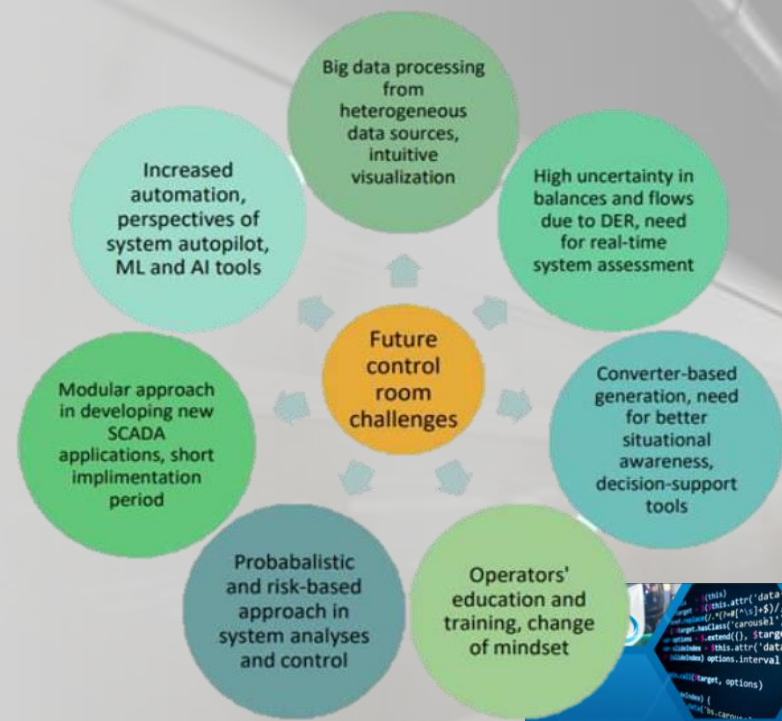 Big data processing
from
heterogeneous
data sources,
intuitive
visualization
High uncertainty in
balances and flows
due to DER, need
for real-time
system assessment
Converter-based
generation, need
for better
situational
awareness,
decision-support
tools
Operators'
education and
training, change
of mindset
Probabalistic
and risk-based
approach in
system analyses
and control
Modular approach
in developing new
SCADA
applications, short
implimentation
period
Increased
automation,
perspectives of
system autopilot,
ML and AI tools
Future
control
room
challenges